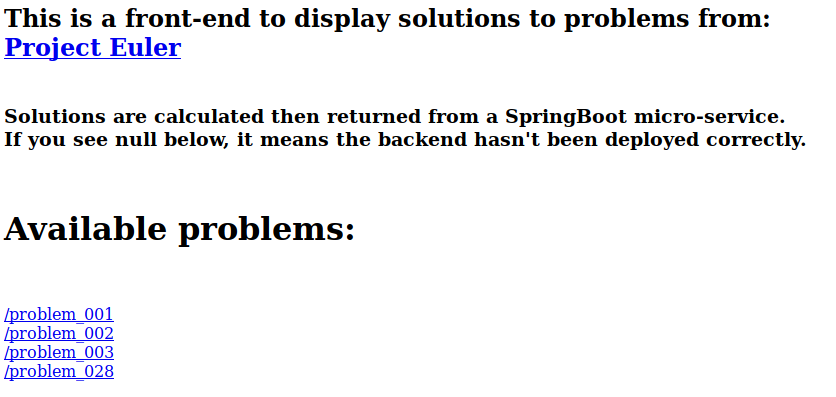 This is a front-end to display solutions to problems from:
Project Euler
Solutions are calculated then returned from a SpringBoot micro-service.
If you see null below, it means the backend hasn't been deployed correctly.
Available problems:
/problem_001
/problem_002
/problem_003
/problem_028